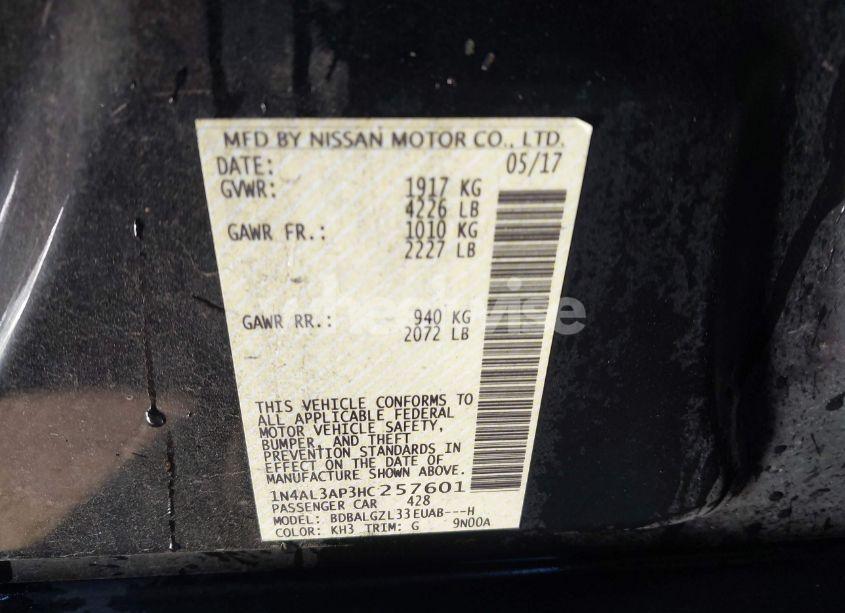 MFD BY NISSAN MOTOR CO., LTD.
DATE: 05/17
GVWR: 1917 KG
4226 LB
GAWR FR.: 1010 KG
2227 LB
GAWR RR.: 940 KG
2072 LB
THIS VEHICLE CONFORMS TO
ALL APPLICABLE FEDERAL
MOTOR VEHICLE SAFETY,
BUMPER, AND THEFT
PREVENTION STANDARDS IN
EFFECT ON THE DATE OF
MANUFACTURE SHOWN ABOVE.
1N4AL3AP3HC257601
PASSENGER CAR 428
MODEL: BDBALGZL33EUAB---H
COLOR: KH3 TRIM: G 9N00A